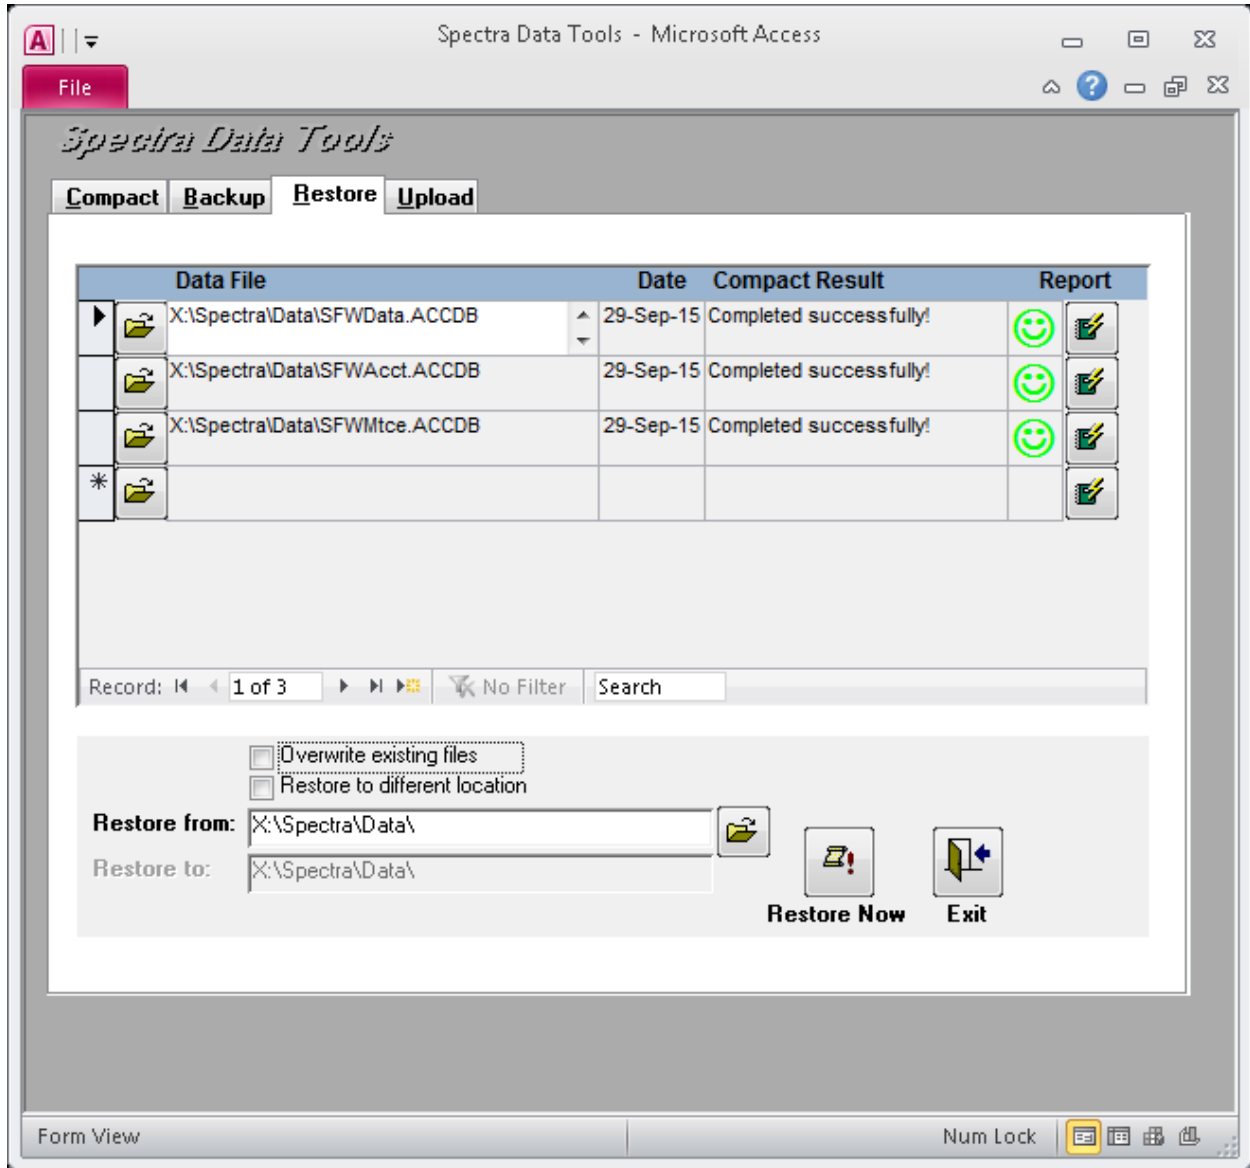 Spectra Data Tools - Microsoft Access
File
Spectra Data Tools
Compact Backup Restore Upload
Data File Date Compact Result Report
X:\Spectra\Data\SFWData.ACCDB 29-Sep-15 Completed successfully!
X:\Spectra\Data\SFWAcct.ACCDB 29-Sep-15 Completed successfully!
X:\Spectra\Data\SFWMtce.ACCDB 29-Sep-15 Completed successfully!
Record: 1 of 3 No Filter Search
Overwrite existing files
Restore to different location
Restore from: X:\Spectra\Data\
Restore to: X:\Spectra\Data\
Restore Now Exit
Form View Num Lock